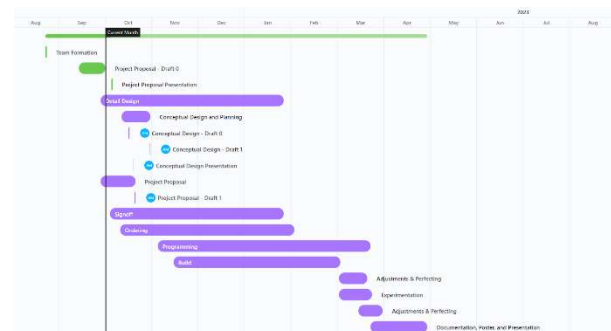 2023
Aug Sep Oct Nov Dec Jan Feb Mar Apr May Jun Jul Aug
Current Month
Team Formation
Project Proposal - Draft 0
Project Proposal Presentation
Detail Design
Conceptual Design and Planning
Conceptual Design - Draft 0
Conceptual Design - Draft 1
Conceptual Design Presentation
Project Proposal
Project Proposal - Draft 1
Signoff
Ordering
Programming
Build
Adjustments & Perfecting
Experimentation
Adjustments & Perfecting
Documentation, Poster, and Presentation